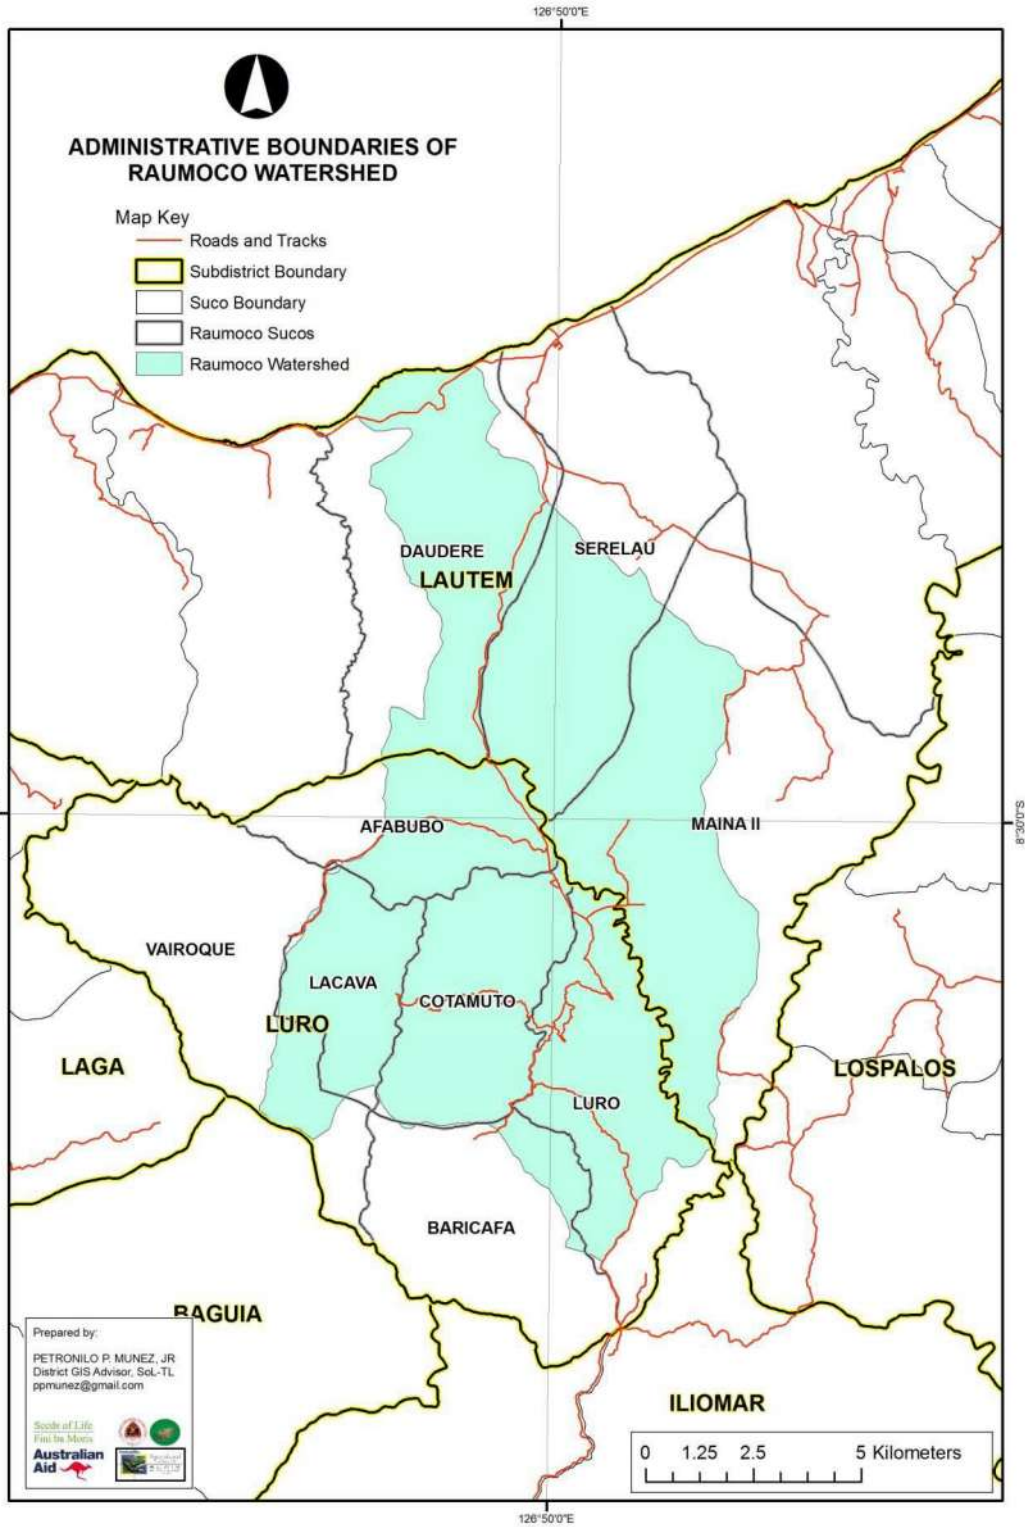 126°50'0"E
ADMINISTRATIVE BOUNDARIES OF
RAUMOCO WATERSHED
Map Key
Roads and Tracks
Subdistrict Boundary
Suco Boundary
Raumoco Sucos
Raumoco Watershed
DAUDERE
SERELAU
LAUTEM
AFABUBO
MAINA II
8°30'0"S
VAIROQUE
LACAVA
COTAMUTO
LURO
LAGA
LOSPALOS
LURO
BARICAFA
BAGUIA
Prepared by:
PETRONILO P. MUNEZ, JR
District GIS Advisor, SoL-TL
ppmunez@gmail.com
Seeds of Life
Fini ba Moris
Australian
Aid
ILIOMAR
0 1.25 2.5 5 Kilometers
126°50'0"E